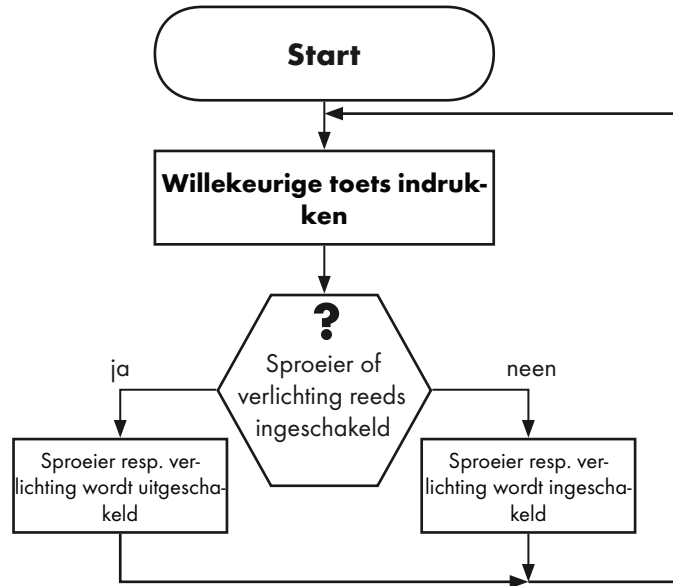 Start
Willekeurige toets indruk-
ken
?
Sproeier of
verlichting reeds
ingeschakeld
ja
neen
Sproeier resp. ver-
lichting wordt uitgescha-
keld
Sproeier resp. ver-
lichting wordt ingescha-
keld